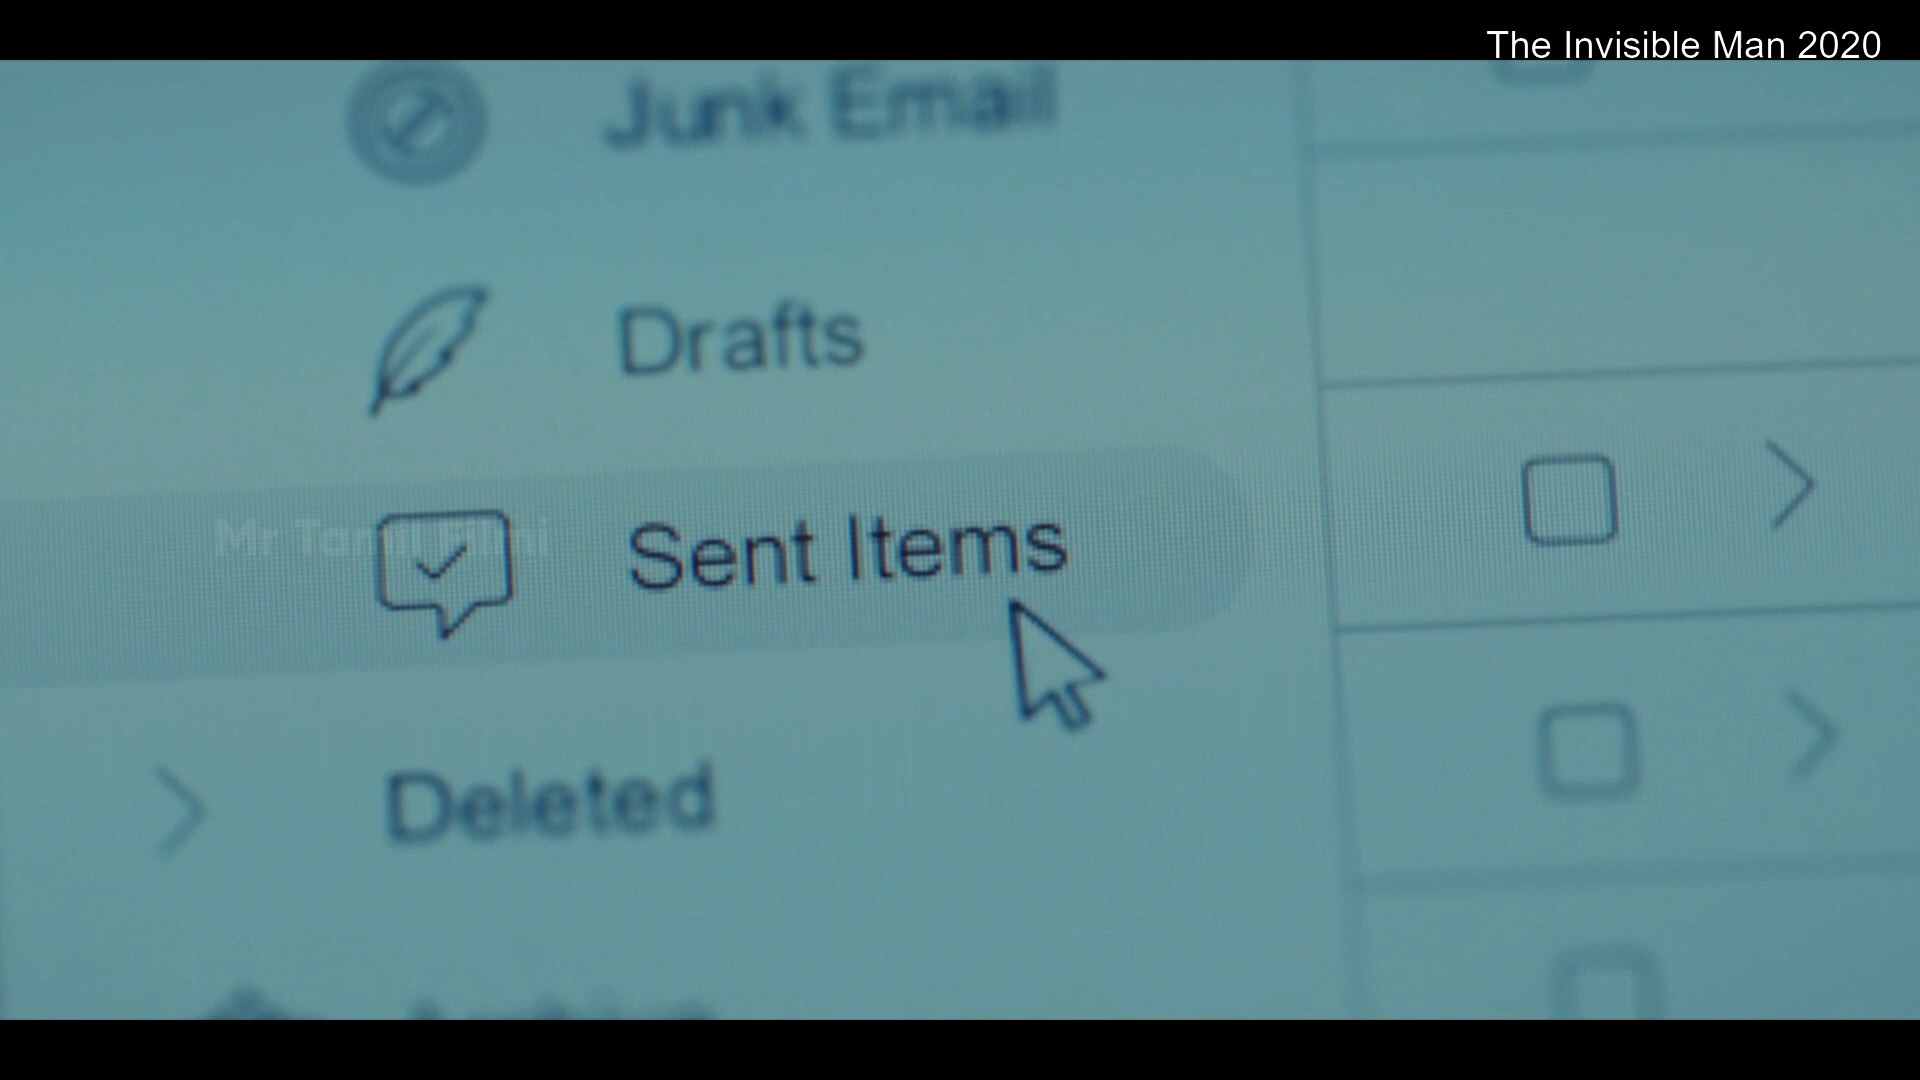 The Invisible Man 2020
Junk Email
Drafts
Sent Items
Deleted